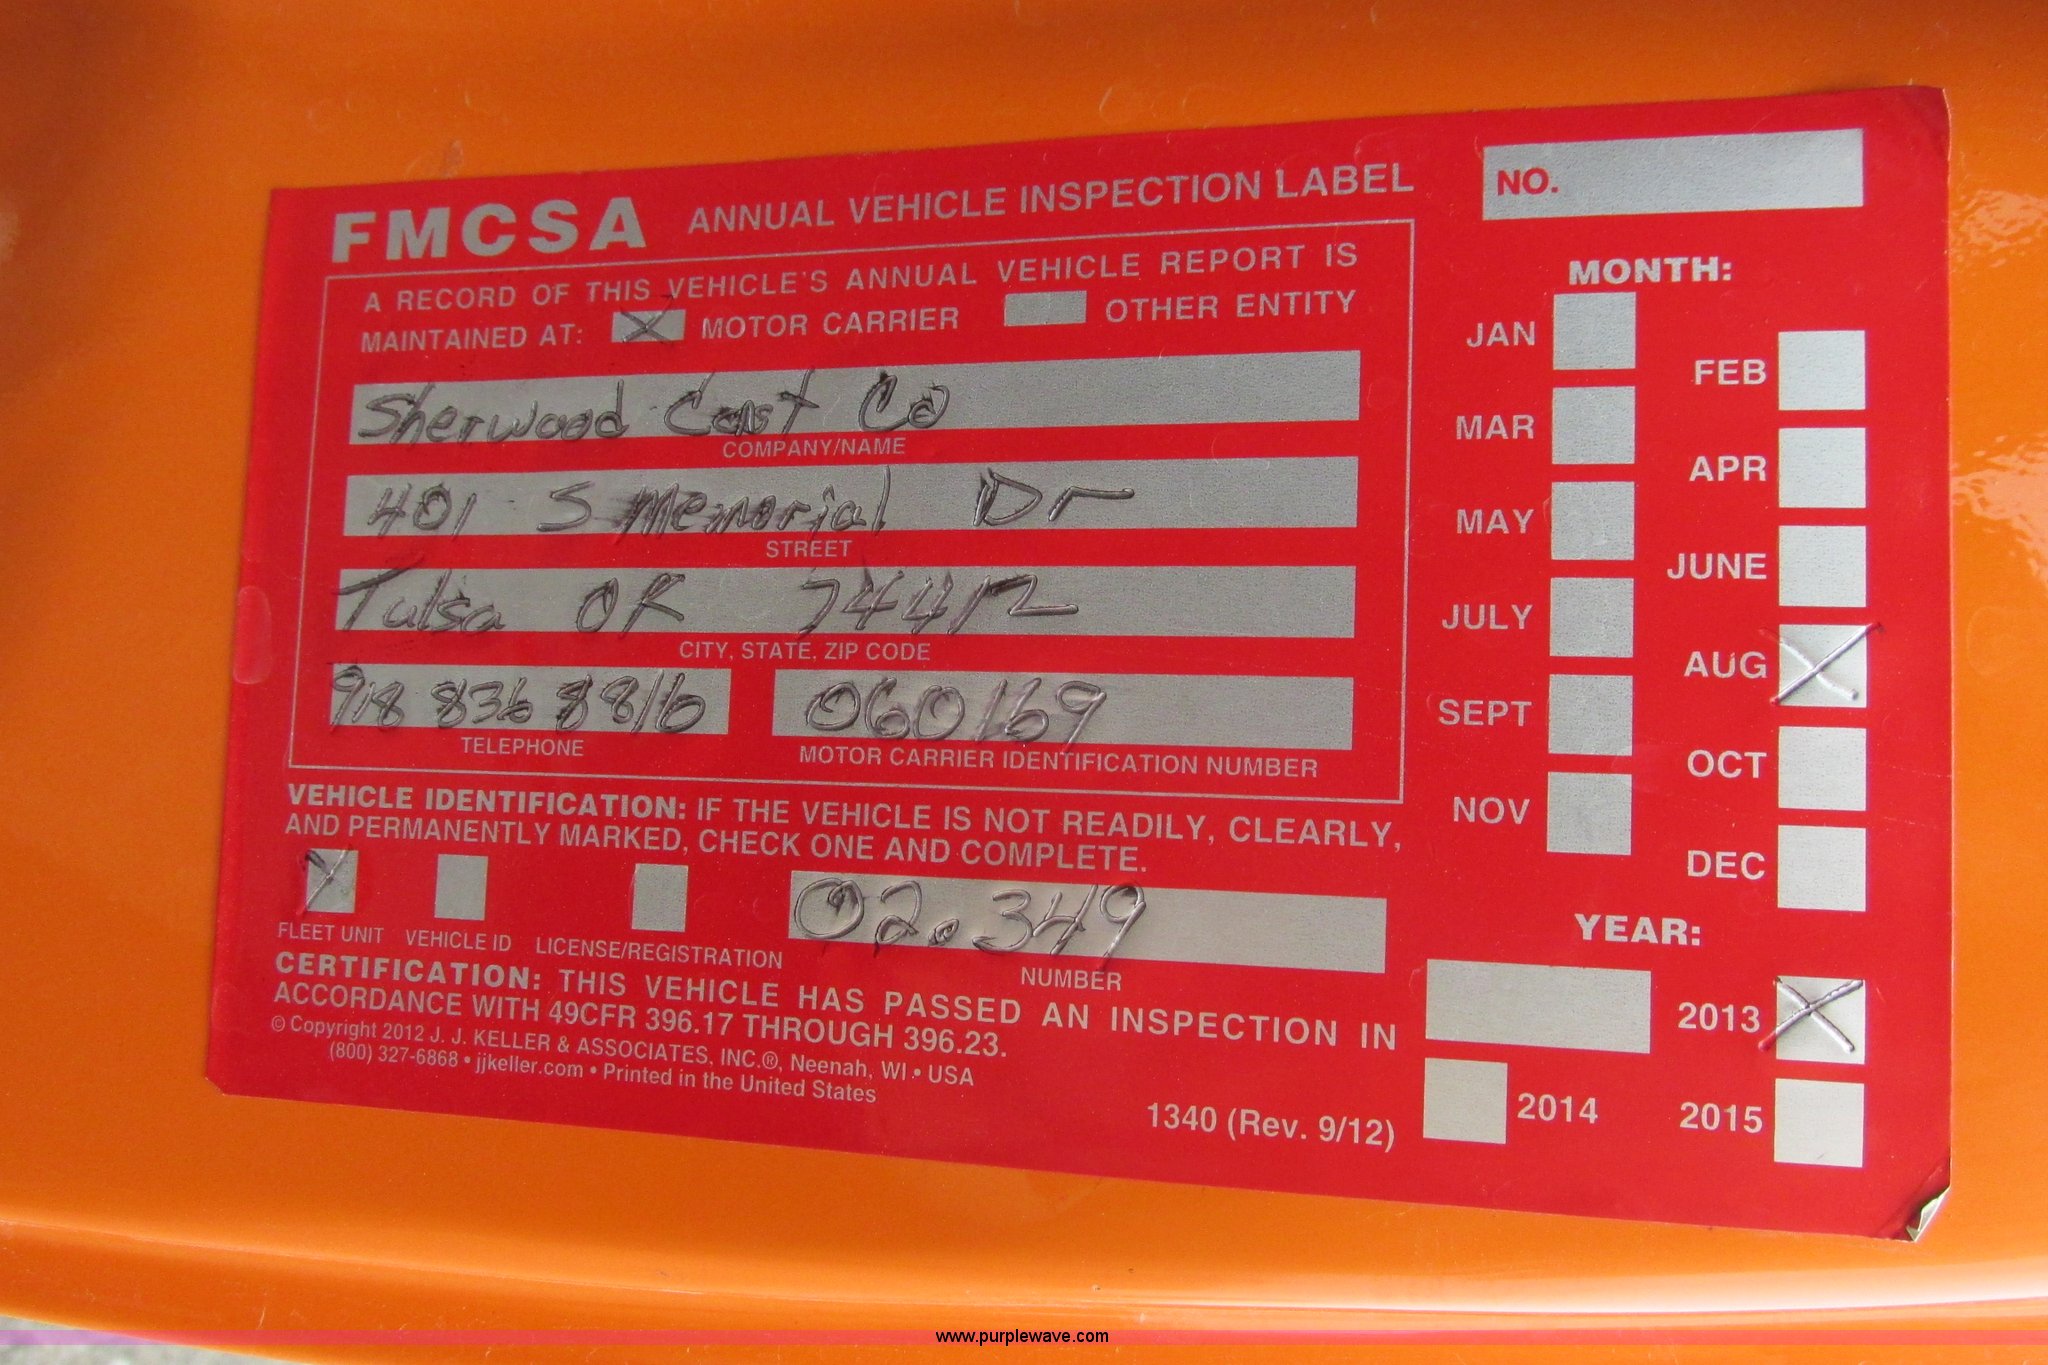 FMCSA ANNUAL VEHICLE INSPECTION LABEL
NO.
A RECORD OF THIS VEHICLE'S ANNUAL VEHICLE REPORT IS
MAINTAINED AT: X MOTOR CARRIER OTHER ENTITY
Sherwood Cost Co
COMPANY/NAME
401 S Memorial Dr
STREET
Tulsa OK 74412
CITY, STATE, ZIP CODE
918 836 8816 060169
TELEPHONE MOTOR CARRIER IDENTIFICATION NUMBER
VEHICLE IDENTIFICATION: IF THE VEHICLE IS NOT READILY, CLEARLY,
AND PERMANENTLY MARKED, CHECK ONE AND COMPLETE.
X 02.349
FLEET UNIT VEHICLE ID LICENSE/REGISTRATION NUMBER
CERTIFICATION: THIS VEHICLE HAS PASSED AN INSPECTION IN
ACCORDANCE WITH 49CFR 396.17 THROUGH 396.23.
© Copyright 2012 J. J. KELLER & ASSOCIATES, INC.®, Neenah, WI • USA
(800) 327-6868 • jjkeller.com • Printed in the United States
1340 (Rev. 9/12)
MONTH:
JAN
FEB
MAR
APR
MAY
JUNE
JULY
AUG X
SEPT
OCT
NOV
DEC
YEAR:
2013 X
2014
2015
www.purplewave.com